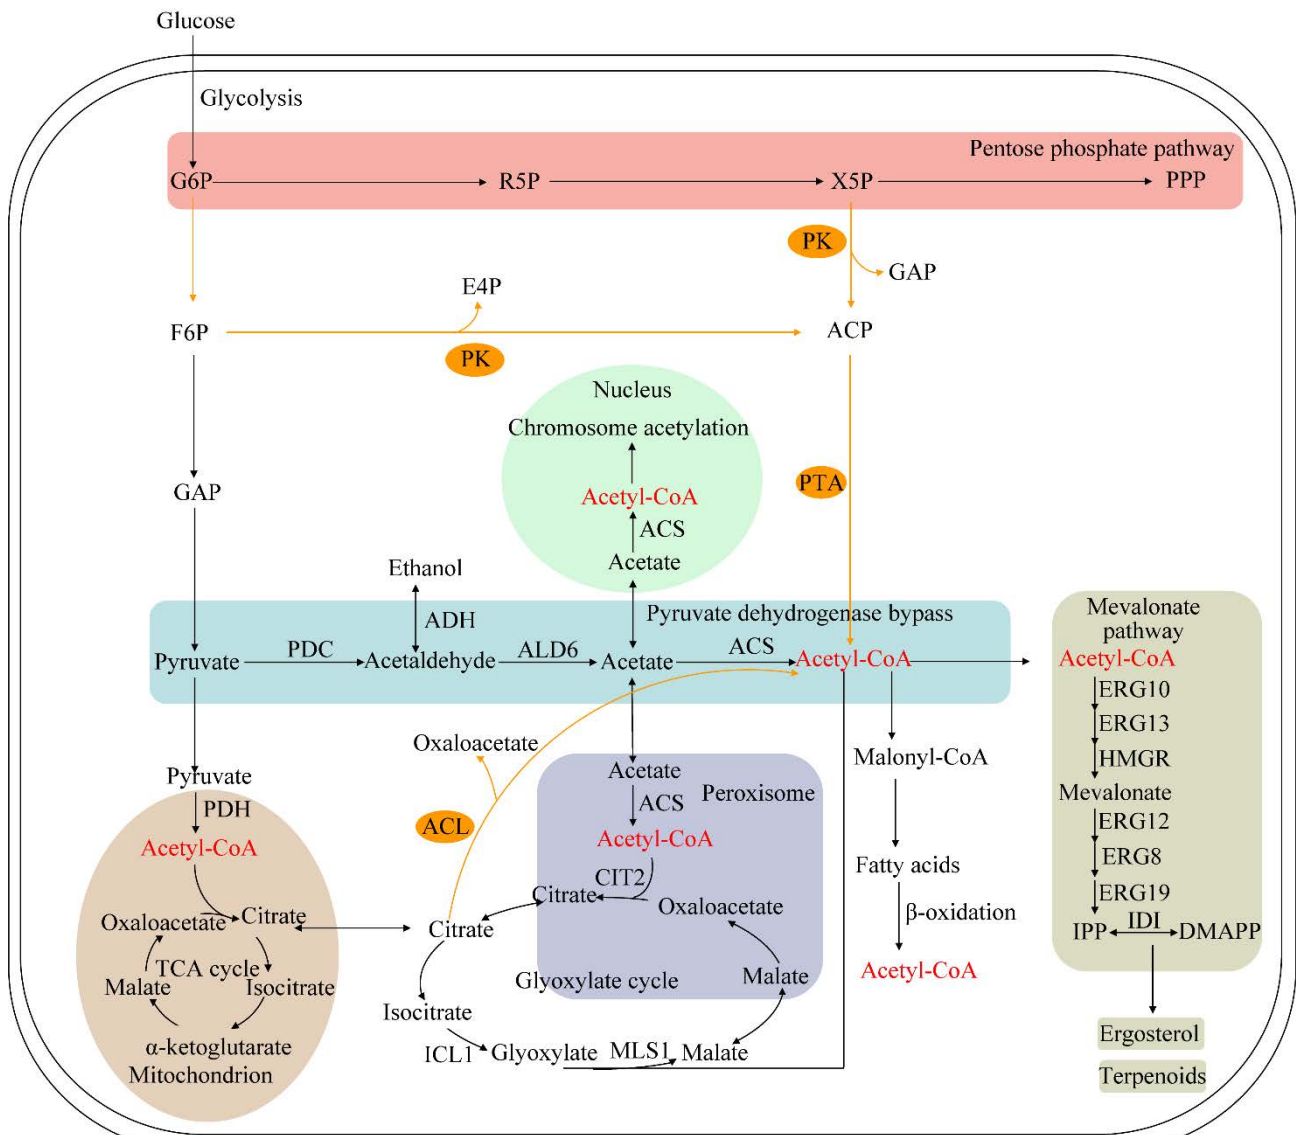 Glucose
Glycolysis
Pentose phosphate pathway
G6P
R5P
X5P
PPP
PK
GAP
E4P
F6P
ACP
PK
Nucleus
Chromosome acetylation
PTA
GAP
Acetyl-CoA
ACS
Ethanol
Acetate
ADH
Pyruvate dehydrogenase bypass
Pyruvate
PDC
Acetaldehyde
ALD6
Acetate
ACS
Acetyl-CoA
Mevalonate
pathway
Acetyl-CoA
ERG10
ERG13
HMGR
Mevalonate
ERG12
ERG8
ERG19
IPP
IDI
DMAPP
Ergosterol
Terpenoids
Oxaloacetate
Malonyl-CoA
Fatty acids
β-oxidation
Acetyl-CoA
Pyruvate
PDH
Acetyl-CoA
Oxaloacetate
Citrate
TCA cycle
Malate
Isocitrate
α-ketoglutarate
Mitochondrion
ACL
Acetate
ACS
Peroxisome
Acetyl-CoA
CIT2
Citrate
Oxaloacetate
Citrate
Glyoxylate cycle
Malate
Isocitrate
ICL1
Glyoxylate
MLS1
Malate